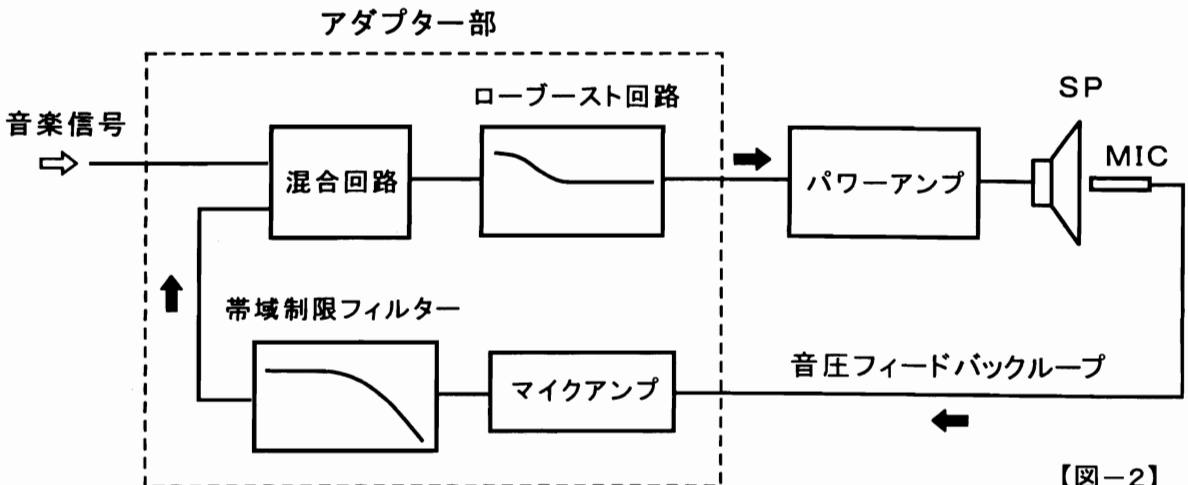 アダプター部
音楽信号
ローブースト回路
SP
MIC
混合回路
パワーアンプ
帯域制限フィルター
マイクアンプ
音圧フィードバックループ
【図－2】